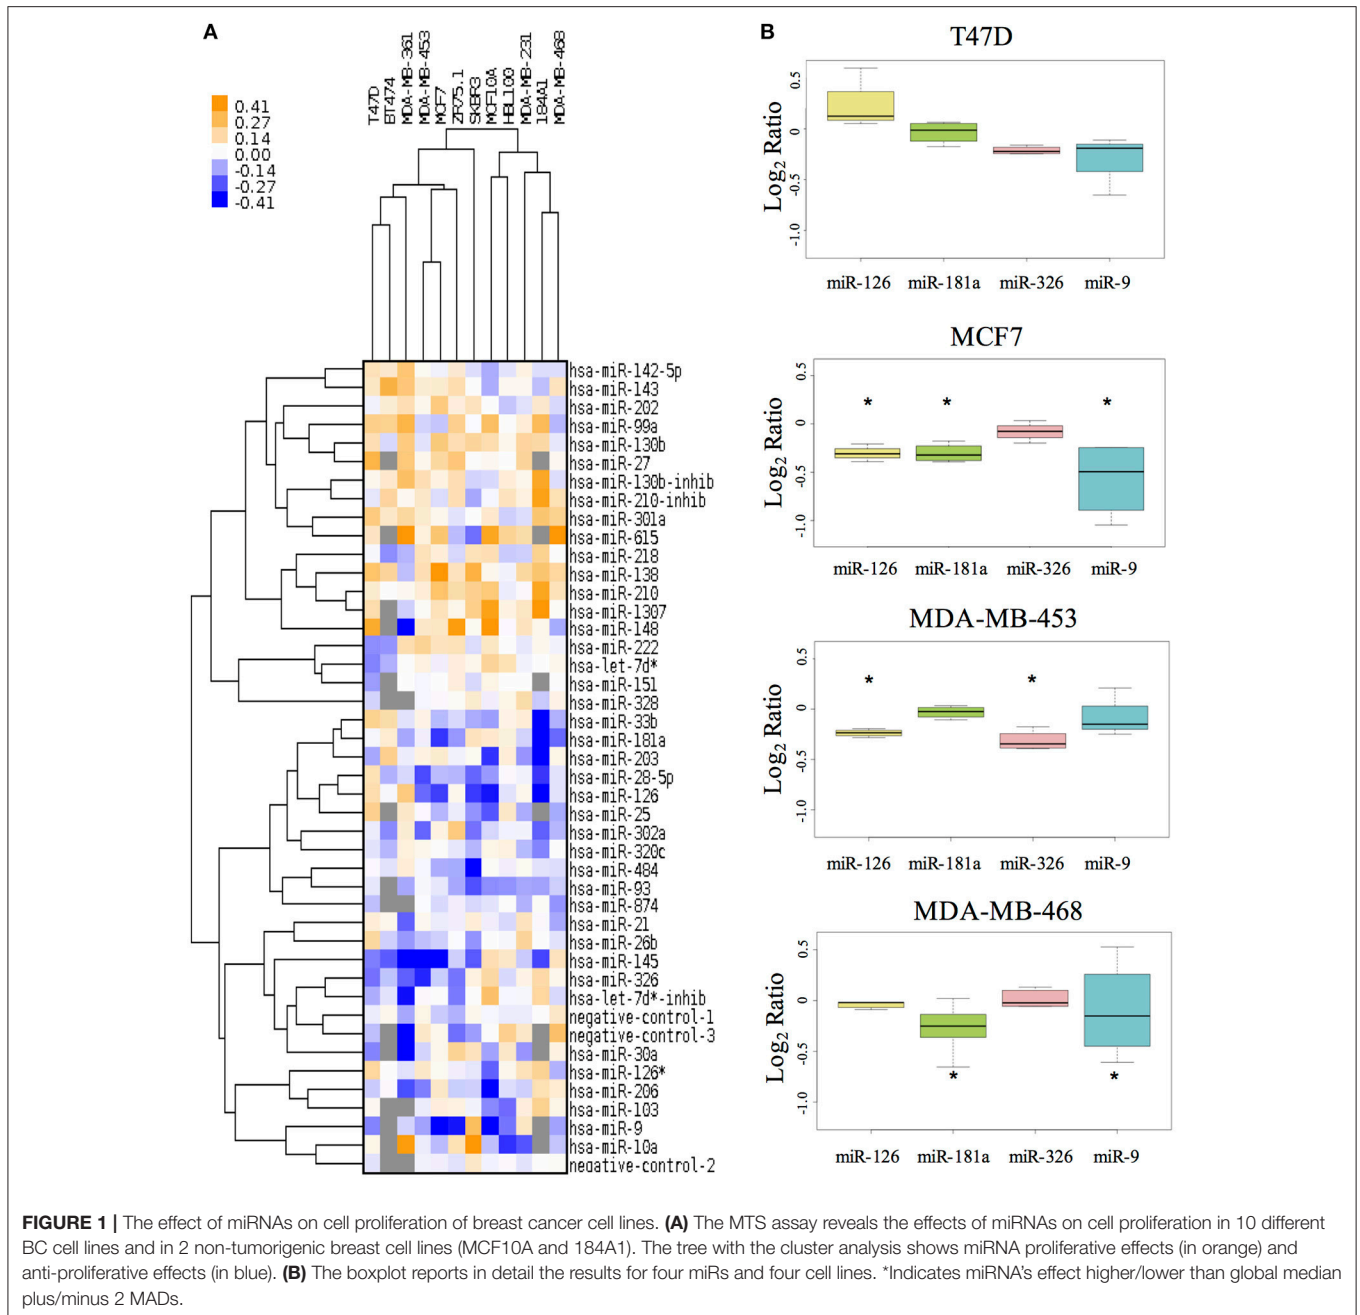 A
T47D
BT474
MDA-MB-361
MDA-MB-453
MCF7
ZR75.1
SKBR3
MCF10A
HBL100
MDA-MB-231
184A1
MDA-MB-468
0.41
0.27
0.14
0.00
-0.14
-0.27
-0.41
hsa-miR-142-5p
hsa-miR-143
hsa-miR-202
hsa-miR-99a
hsa-miR-130b
hsa-miR-27
hsa-miR-130b-inhib
hsa-miR-210-inhib
hsa-miR-301a
hsa-miR-615
hsa-miR-218
hsa-miR-138
hsa-miR-210
hsa-miR-1307
hsa-miR-148
hsa-miR-222
hsa-let-7d*
hsa-miR-151
hsa-miR-328
hsa-miR-33b
hsa-miR-181a
hsa-miR-203
hsa-miR-28-5p
hsa-miR-126
hsa-miR-25
hsa-miR-302a
hsa-miR-320c
hsa-miR-484
hsa-miR-93
hsa-miR-874
hsa-miR-21
hsa-miR-26b
hsa-miR-145
hsa-miR-326
hsa-let-7d*-inhib
negative-control-1
negative-control-3
hsa-miR-30a
hsa-miR-126*
hsa-miR-206
hsa-miR-103
hsa-miR-9
hsa-miR-10a
negative-control-2
B
T47D
Log2 Ratio
0.5
0
-0.5
-1.0
miR-126 miR-181a miR-326 miR-9
MCF7
Log2 Ratio
0.5
0
-0.5
-1.0
* * *
miR-126 miR-181a miR-326 miR-9
MDA-MB-453
Log2 Ratio
0.5
0
-0.5
-1.0
* *
miR-126 miR-181a miR-326 miR-9
MDA-MB-468
Log2 Ratio
0.5
0
-0.5
-1.0
* *
miR-126 miR-181a miR-326 miR-9
FIGURE 1 | The effect of miRNAs on cell proliferation of breast cancer cell lines. (A) The MTS assay reveals the effects of miRNAs on cell proliferation in 10 different
BC cell lines and in 2 non-tumorigenic breast cell lines (MCF10A and 184A1). The tree with the cluster analysis shows miRNA proliferative effects (in orange) and
anti-proliferative effects (in blue). (B) The boxplot reports in detail the results for four miRs and four cell lines. *Indicates miRNA's effect higher/lower than global median
plus/minus 2 MADs.